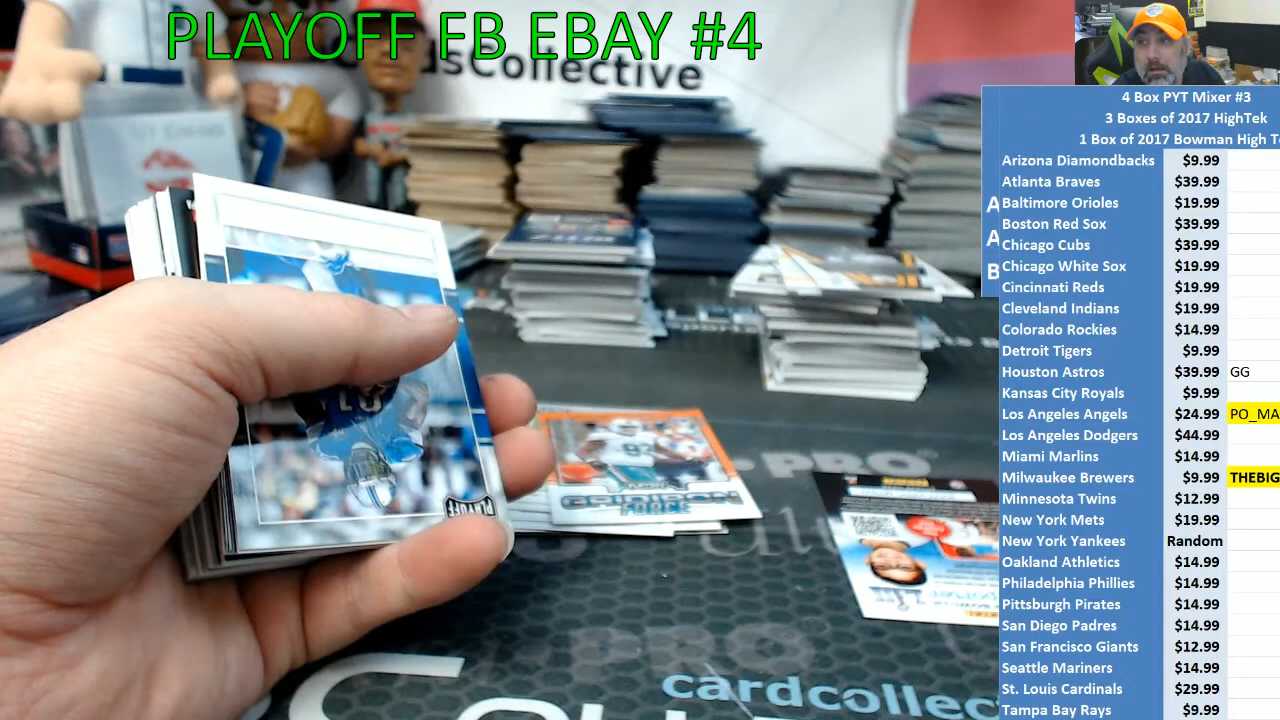 PLAYOFF FB EBAY #4
dsCollective
4 Box PYT Mixer #3
3 Boxes of 2017 HighTek
1 Box of 2017 Bowman High T
Arizona Diamondbacks $9.99
Atlanta Braves $39.99
Baltimore Orioles $19.99
Boston Red Sox $39.99
Chicago Cubs $39.99
Chicago White Sox $19.99
Cincinnati Reds $19.99
Cleveland Indians $19.99
Colorado Rockies $14.99
Detroit Tigers $9.99
Houston Astros $39.99 GG
Kansas City Royals $9.99
Los Angeles Angels $24.99 PO_MA
Los Angeles Dodgers $44.99
Miami Marlins $14.99
Milwaukee Brewers $9.99 THEBIG
Minnesota Twins $12.99
New York Mets $19.99
New York Yankees Random
Oakland Athletics $14.99
Philadelphia Phillies $14.99
Pittsburgh Pirates $14.99
San Diego Padres $14.99
San Francisco Giants $12.99
Seattle Mariners $14.99
St. Louis Cardinals $29.99
Tampa Bay Rays $9.99
A
A
B
PLAYOFF
GRIDIRON
FORCE
PRO
cardcollec